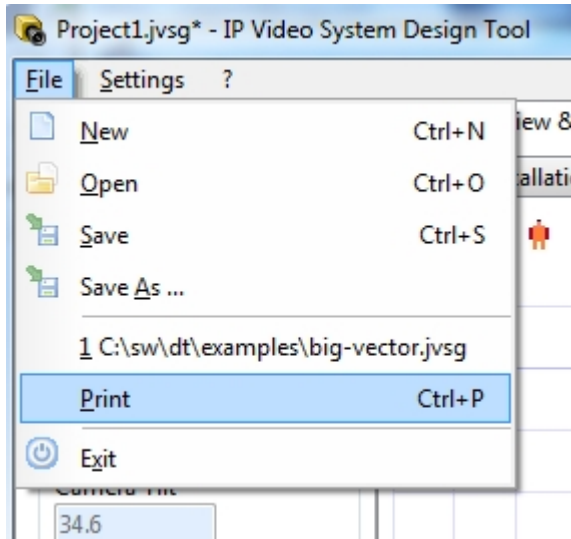 Project1.jvsg* - IP Video System Design Tool
File Settings ?
New Ctrl+N
iew &
Open Ctrl+O
Save Ctrl+S
Save As ...
1 C:\sw\dt\examples\big-vector.jvsg
Print Ctrl+P
Exit
34.6